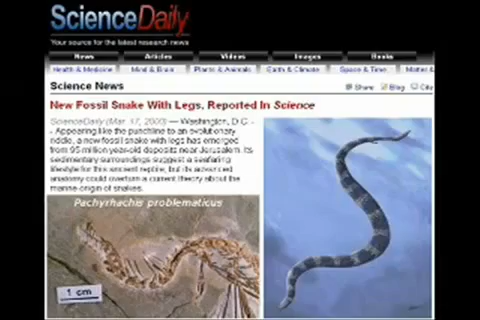 ScienceDaily
Your source for the latest research news
News Articles Videos Images Books
Health & Medicine Mind & Brain Plants & Animals Earth & Climate Space & Time Matter &
Science News
Share Blog Cite
New Fossil Snake With Legs, Reported In Science
ScienceDaily (Mar. 17, 2000) — Washington, D.C. -
- Appearing like the punchline to an evolutionary
riddle, a new fossil snake with legs has emerged
from 95 million year-old deposits near Jerusalem. Its
sedimentary surroundings suggest a seafaring
lifestyle for this ancient reptile, but its advanced
anatomy could overturn a current theory about the
marine origin of snakes.
Pachyrhachis problematicus
1 cm